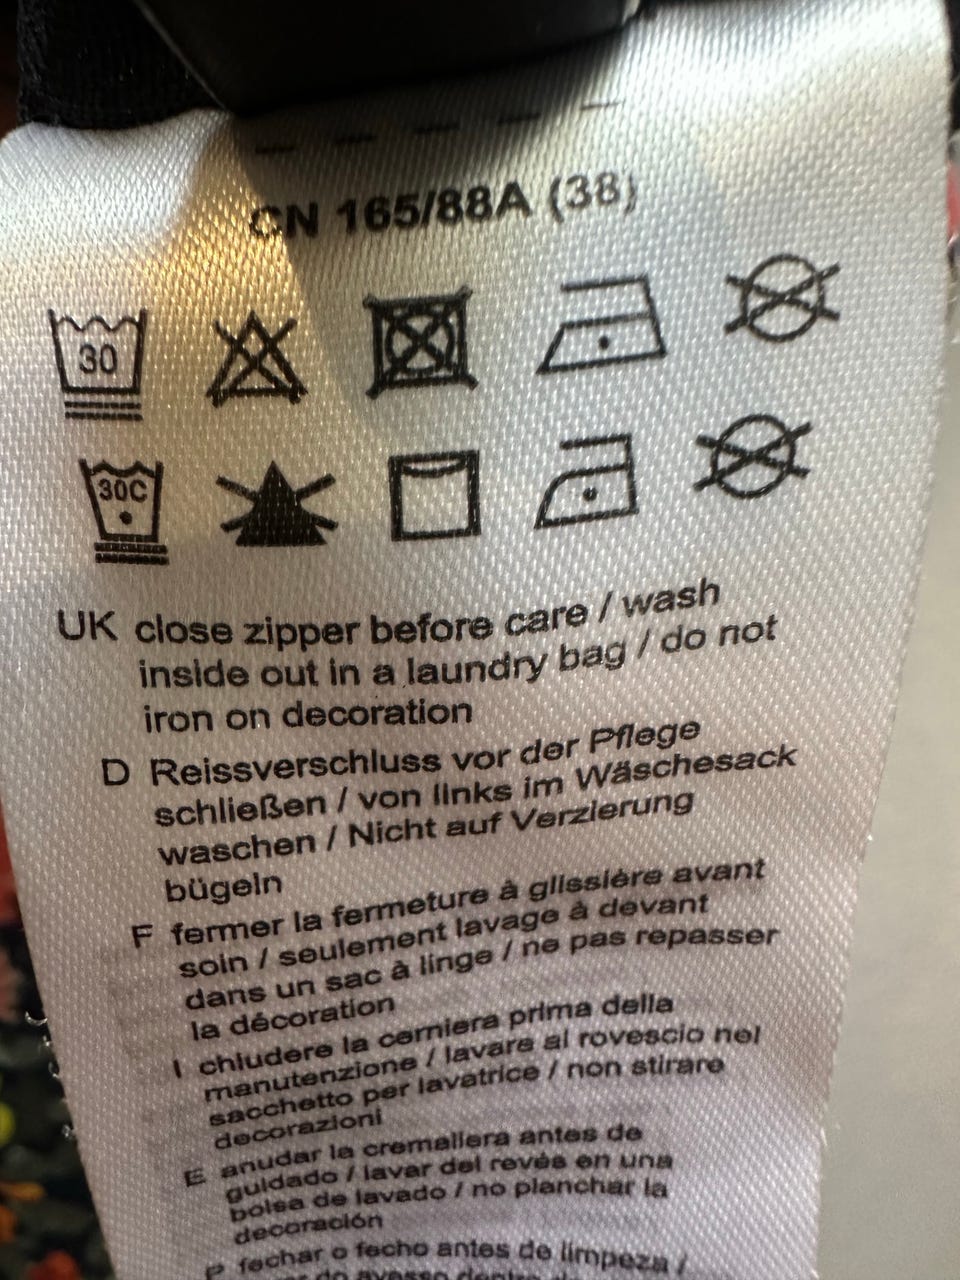 CN 165/88A (38)
30
30C
UK close zipper before care / wash
inside out in a laundry bag / do not
iron on decoration
D Reissverschluss vor der Pflege
schließen / von links im Wäschesack
waschen / Nicht auf Verzierung
bügeln
F fermer la fermeture à glissière avant
soin / seulement lavage à devant
dans un sac à linge / ne pas repasser
la décoration
I chiudere la cerniera prima della
manutenzione / lavare al rovescio nel
sacchetto per lavatrice / non stirare
decorazioni
E anudar la cremallera antes de
guidado / lavar del revés en una
bolsa de lavado / no planchar la
decoración
P fechar o fecho antes de limpeza /
do avesso dentro